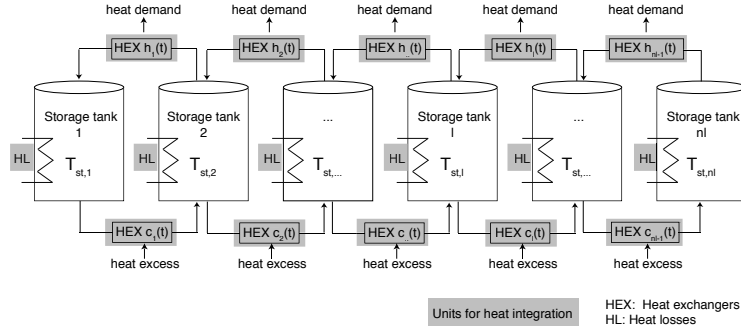 heat demand heat demand heat demand heat demand heat demand
HEX h1(t) HEX h2(t) HEX h..(t) HEX hl(t) HEX hnl-1(t)
Storage tank 1 Storage tank 2 ... Storage tank l ... Storage tank nl
HL HL HL HL HL HL
Tst,1 Tst,2 Tst,... Tst,l Tst,... Tst,nl
HEX c1(t) HEX c2(t) HEX c..(t) HEX cl(t) HEX cnl-1(t)
heat excess heat excess heat excess heat excess heat excess
Units for heat integration
HEX: Heat exchangers
HL: Heat losses